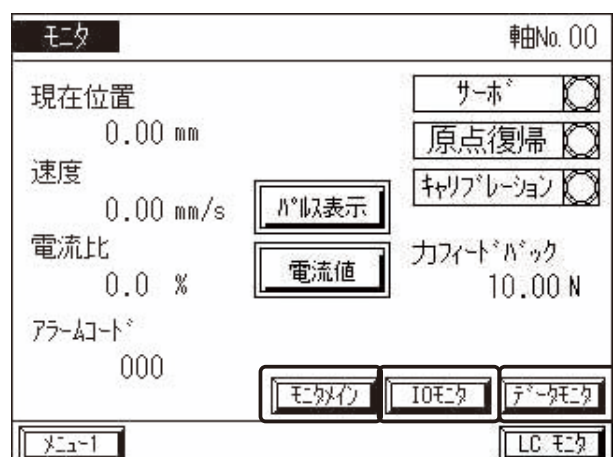 モニタ
軸No. 00
現在位置
0.00 mm
速度
0.00 mm/s
電流比
0.0 %
アラームコード
000
パルス表示
電流値
サーボ
原点復帰
キャリブレーション
力フィードバック
10.00 N
モニタメイン
IOモニタ
データモニタ
メニュー1
LC モニタ